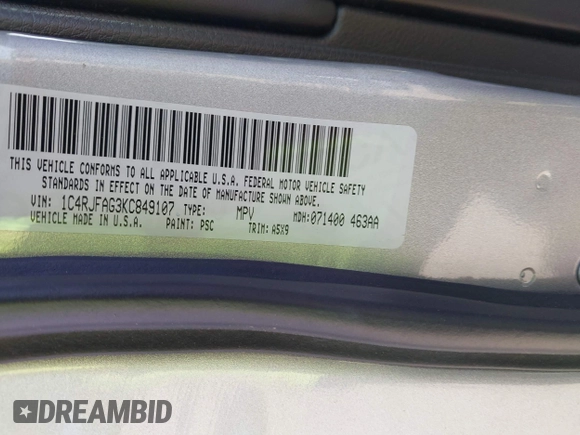 THIS VEHICLE CONFORMS TO ALL APPLICABLE U.S.A. FEDERAL MOTOR VEHICLE SAFETY
STANDARDS IN EFFECT ON THE DATE OF MANUFACTURE SHOWN ABOVE.
VIN: 1C4RJFAG3KC849107 TYPE: MPV MDH:071400 463AA
VEHICLE MADE IN U.S.A. PAINT: PSC TRIM: A5X9
DREAMBID